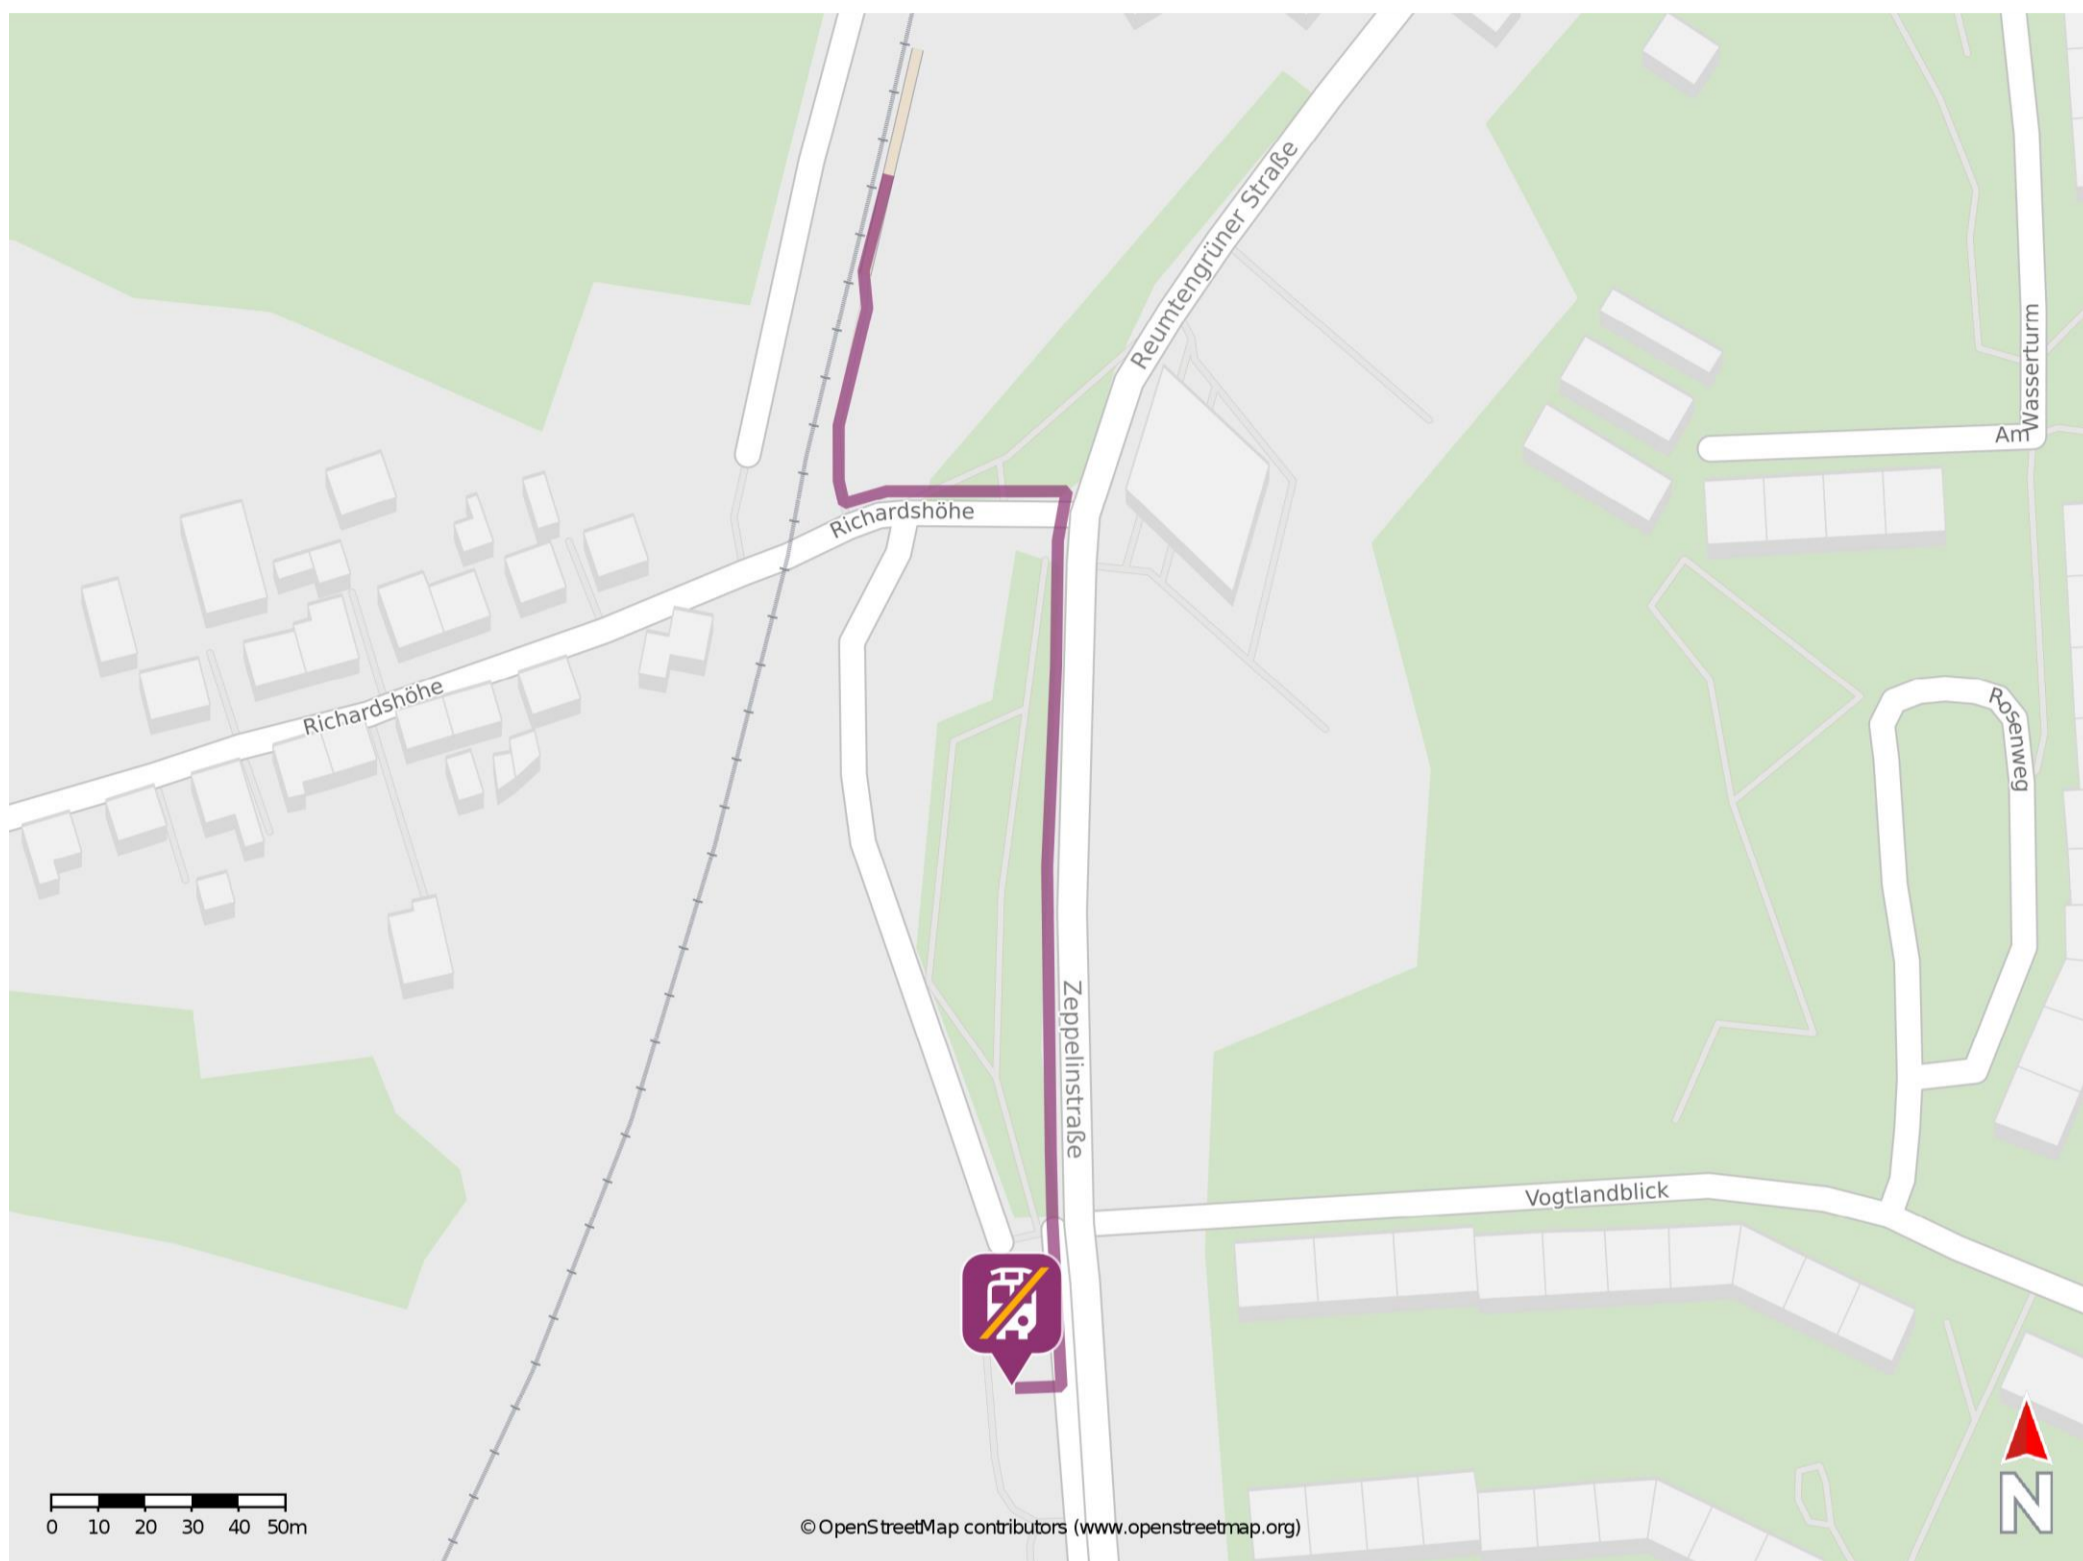 Reumtengrüner Straße
Am Wasserturm
Richardshöhe
Richardshöhe
Rosenweg
Zeppelinstraße
Vogtlandblick
N
0 10 20 30 40 50m
© OpenStreetMap contributors (www.openstreetmap.org)